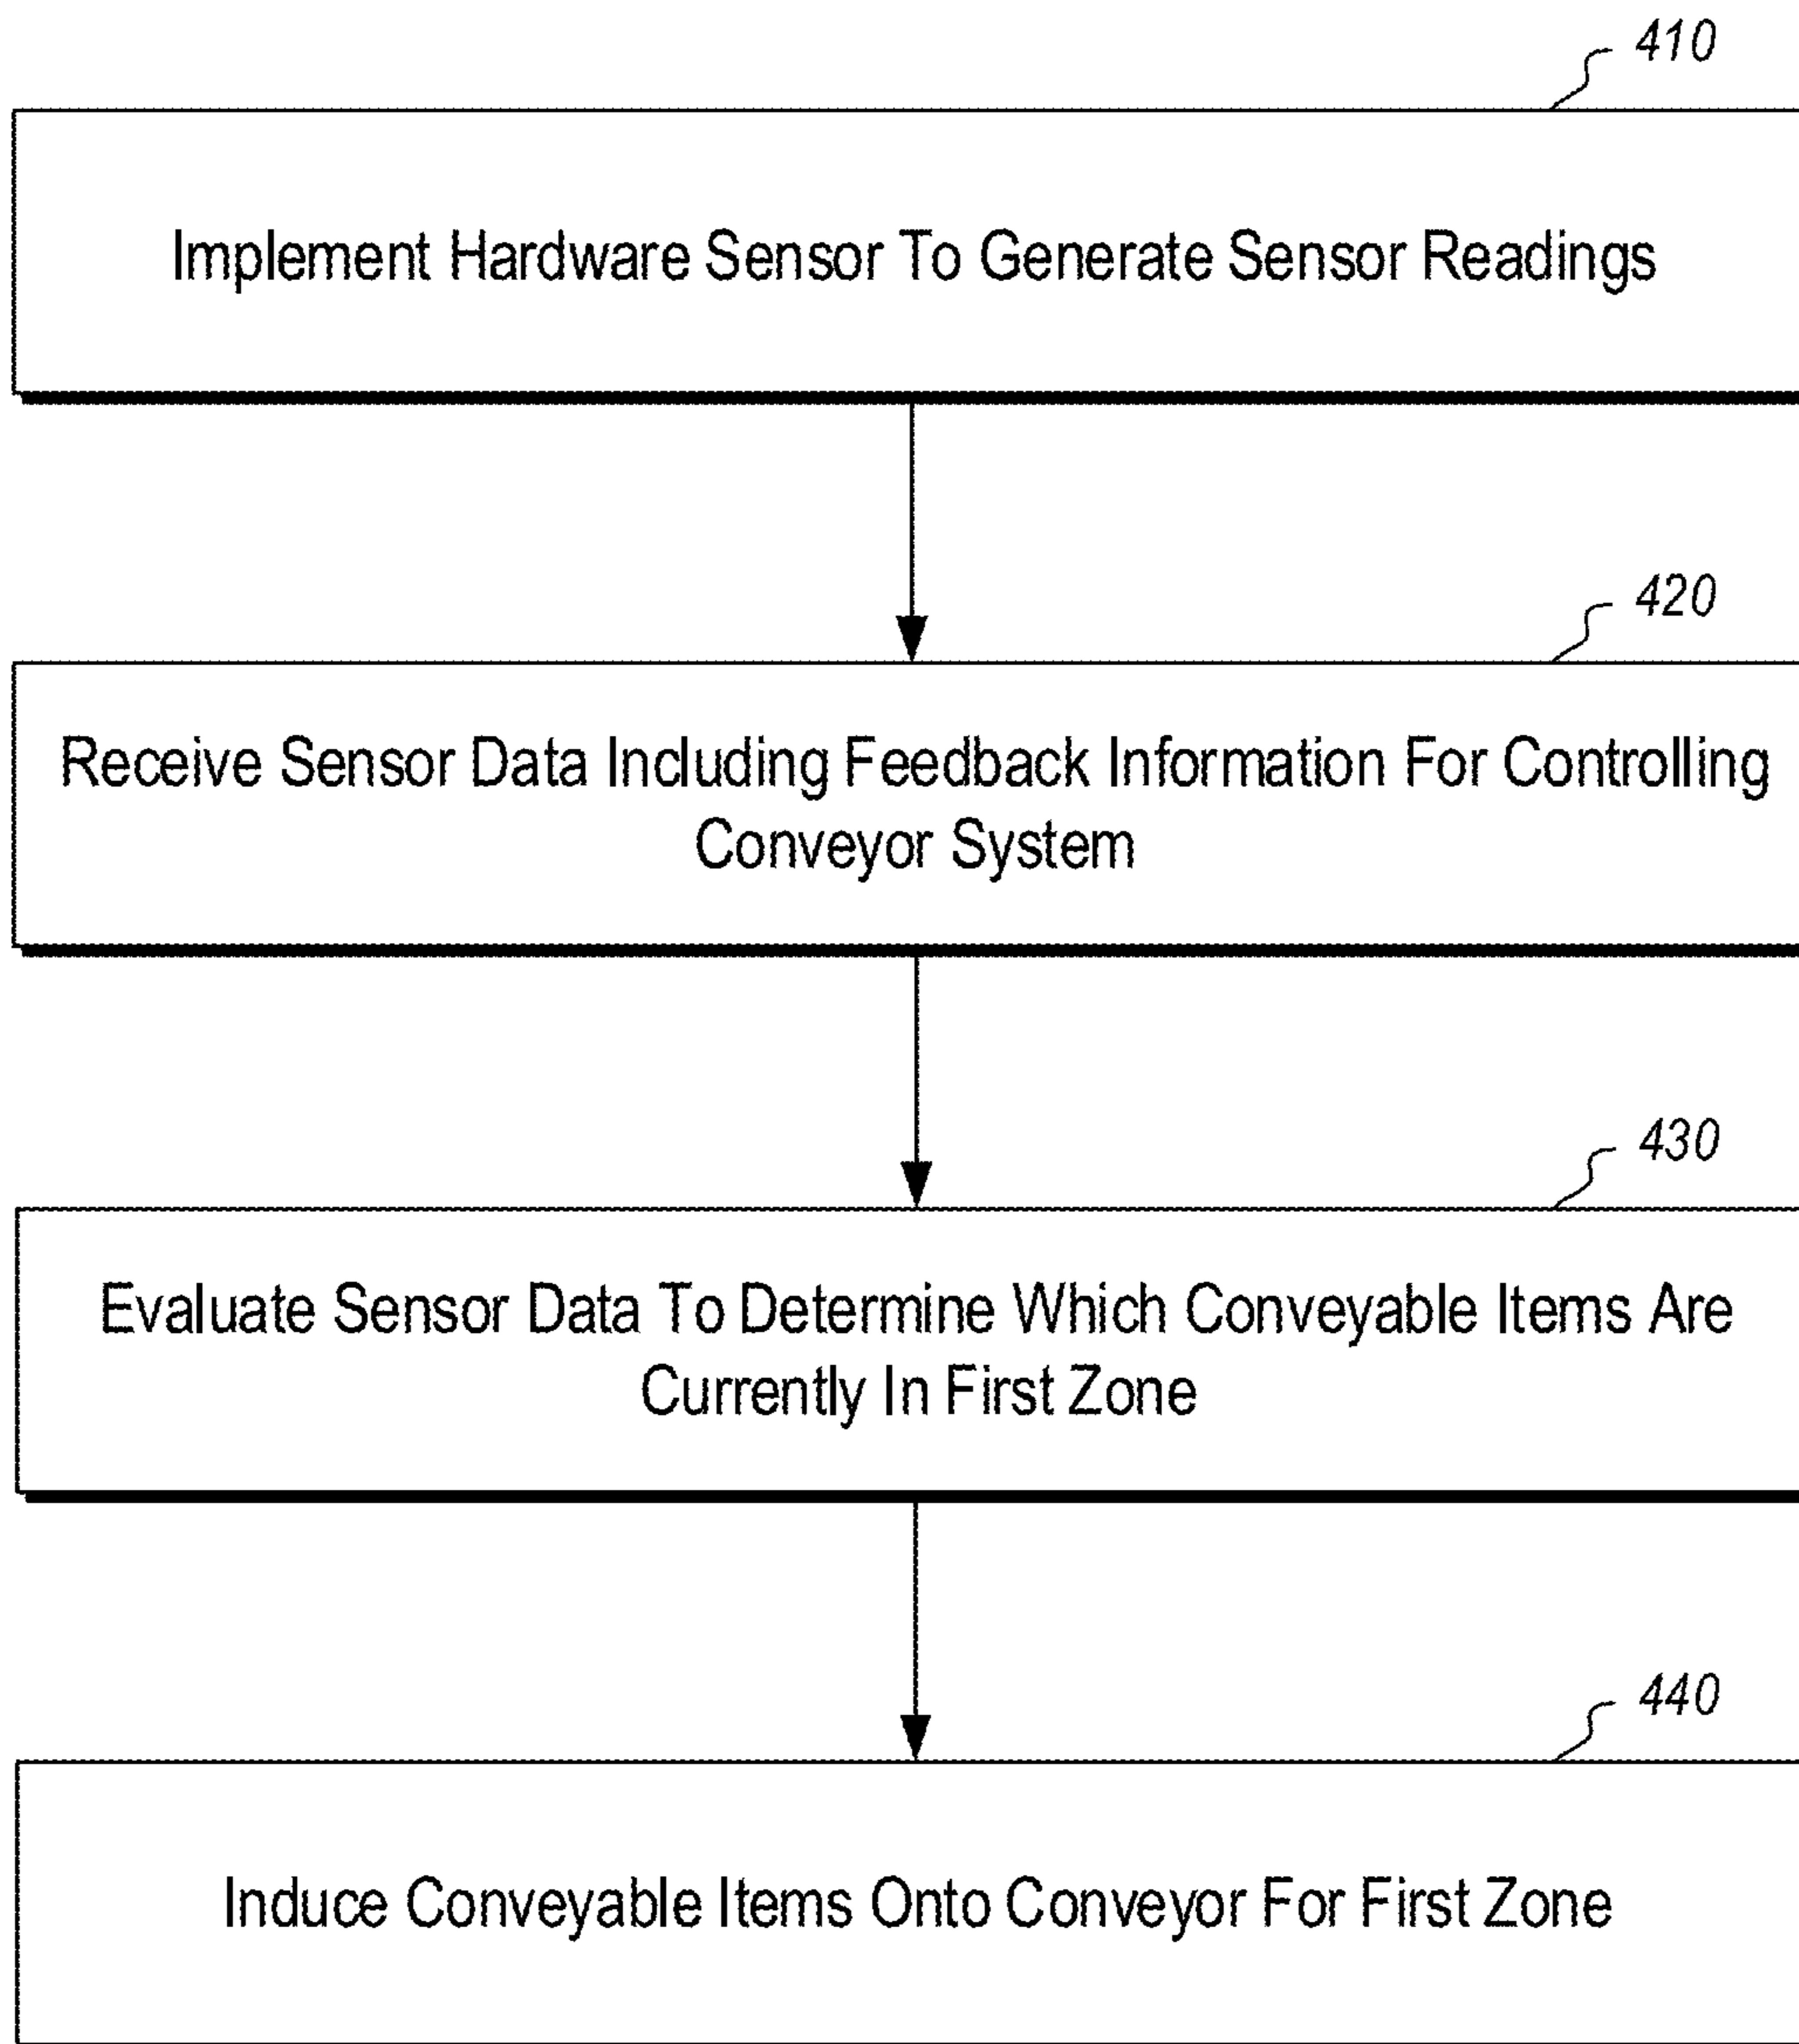 410
Implement Hardware Sensor To Generate Sensor Readings
420
Receive Sensor Data Including Feedback Information For Controlling
Conveyor System
430
Evaluate Sensor Data To Determine Which Conveyable Items Are
Currently In First Zone
440
Induce Conveyable Items Onto Conveyor For First Zone